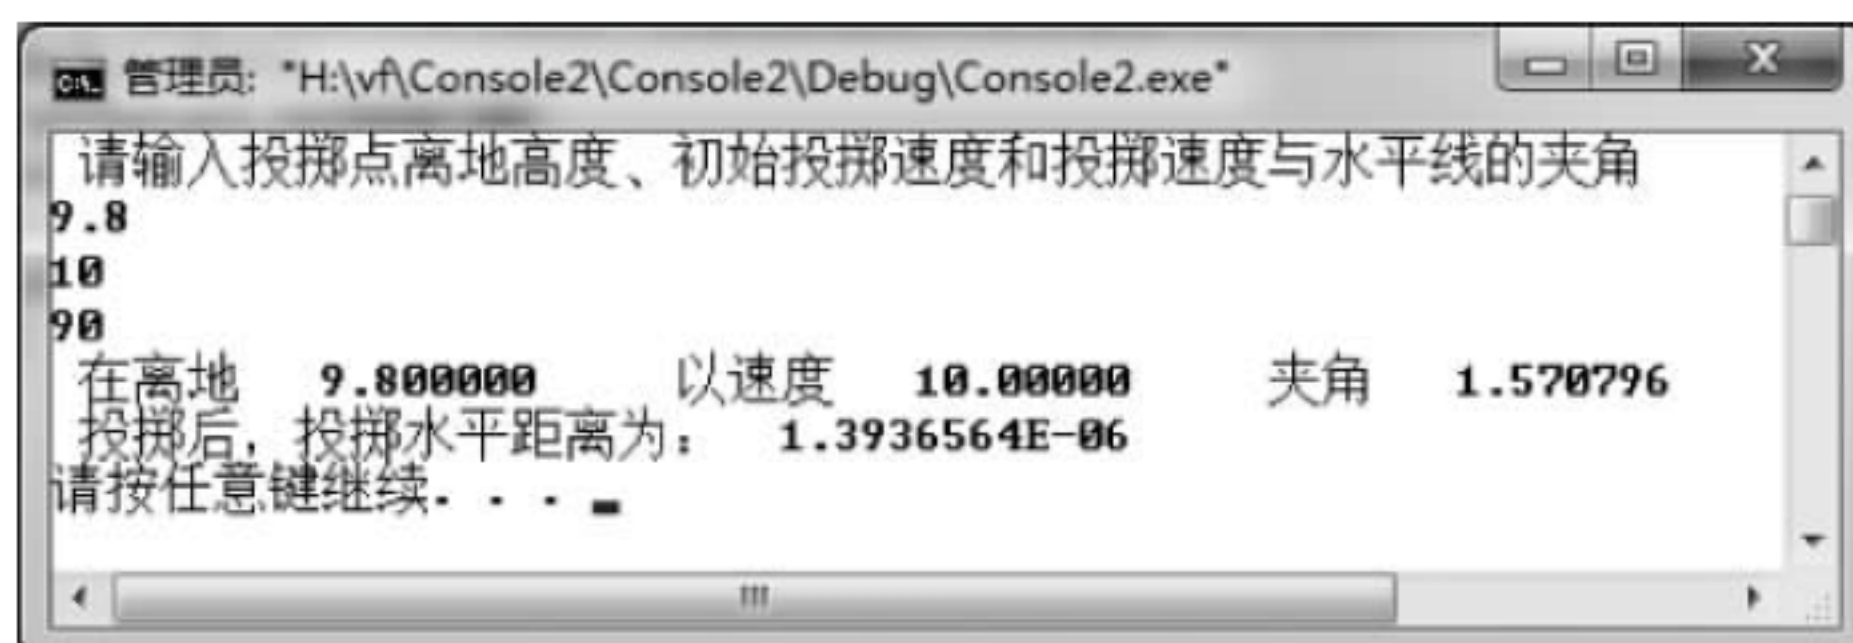 管理员: "H:\vf\Console2\Console2\Debug\Console2.exe"
请输入投掷点离地高度、初始投掷速度和投掷速度与水平线的夹角
9.8
10
90
在离地 9.800000 以速度 10.00000 夹角 1.570796
投掷后，投掷水平距离为： 1.3936564E-06
请按任意键继续. . .